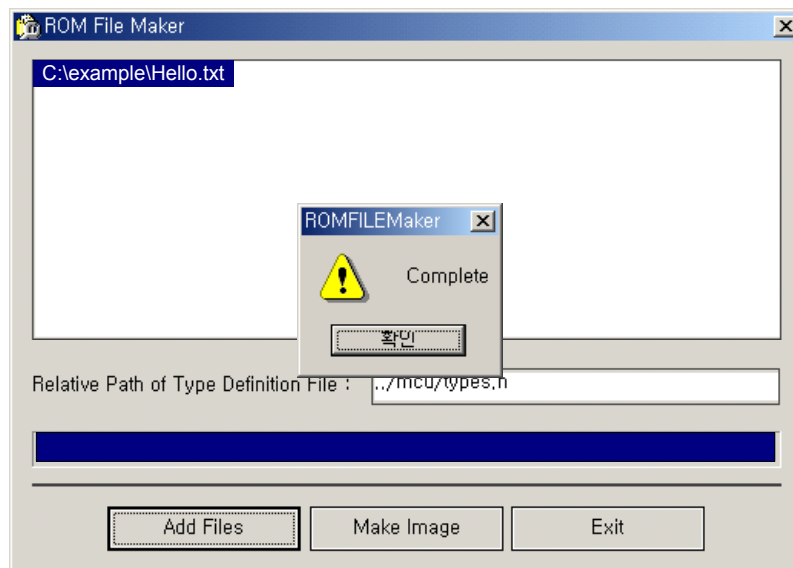 ROM File Maker
C:\example\Hello.txt
ROMFILEMaker
Complete
확인
Relative Path of Type Definition File : ../mcu/types.h
Add Files Make Image Exit